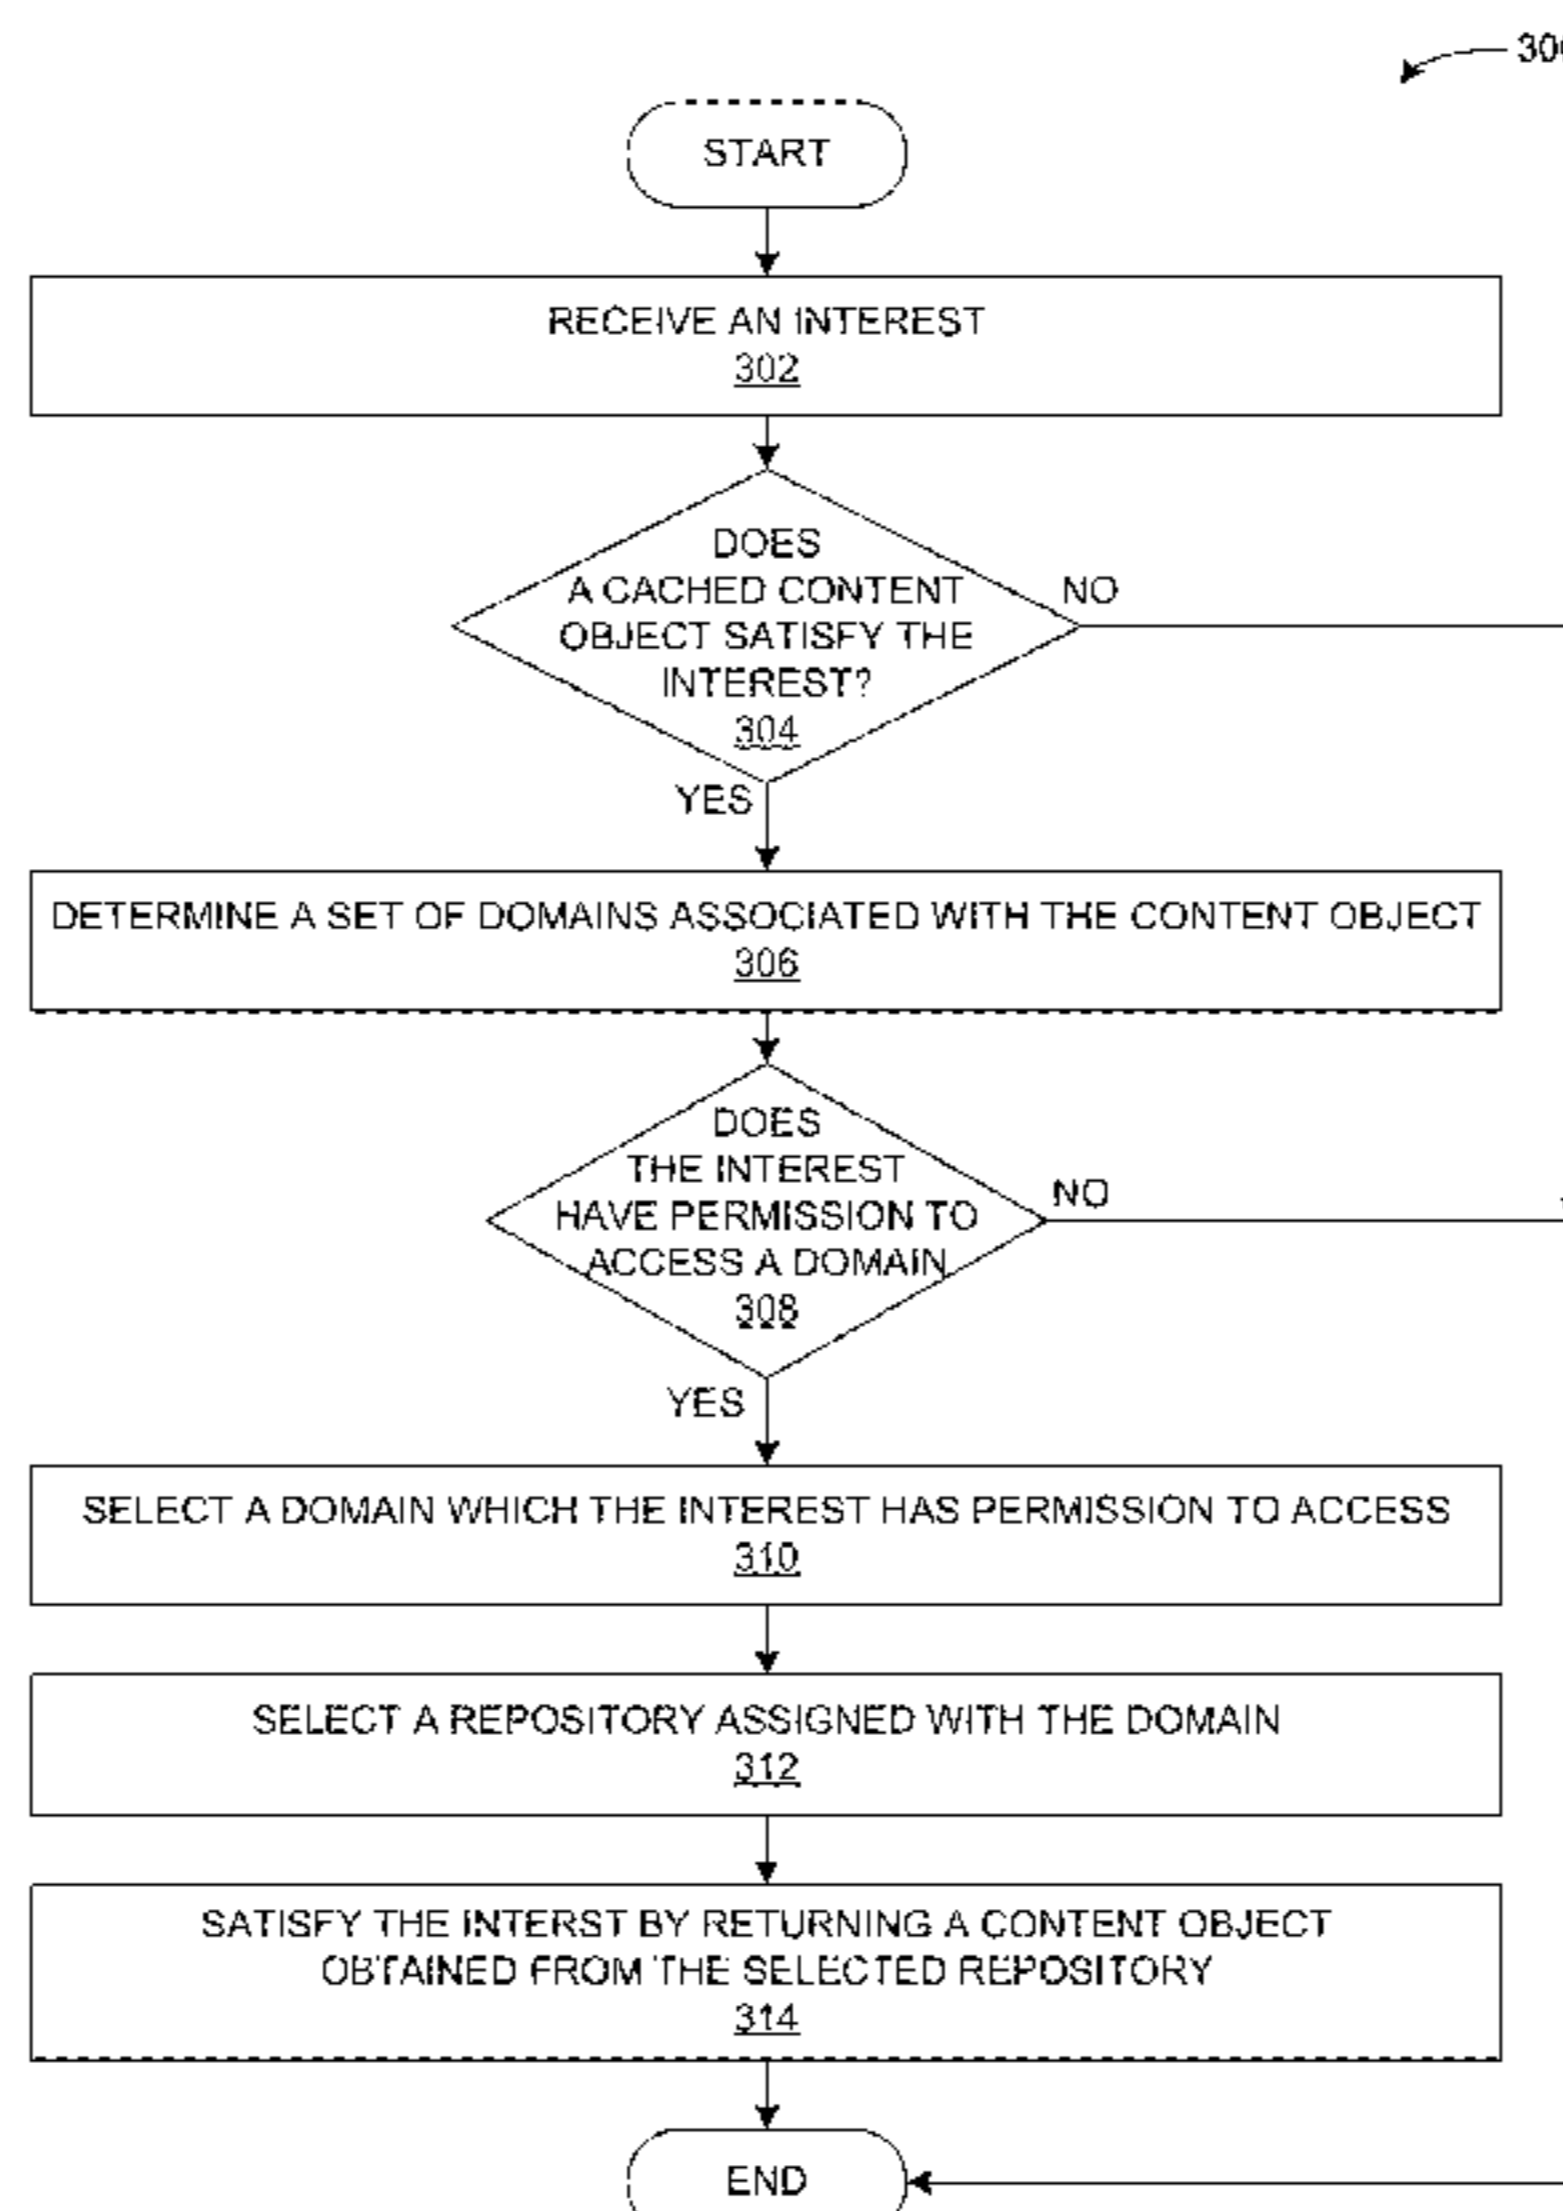 START
RECEIVE AN INTEREST
302
DOES
A CACHED CONTENT
OBJECT SATISFY THE
INTEREST?
304
NO
YES
DETERMINE A SET OF DOMAINS ASSOCIATED WITH THE CONTENT OBJECT
306
DOES
THE INTEREST
HAVE PERMISSION TO
ACCESS A DOMAIN
308
NO
YES
SELECT A DOMAIN WHICH THE INTEREST HAS PERMISSION TO ACCESS
310
SELECT A REPOSITORY ASSIGNED WITH THE DOMAIN
312
SATISFY THE INTERST BY RETURNING A CONTENT OBJECT
OBTAINED FROM THE SELECTED REPOSITORY
314
END